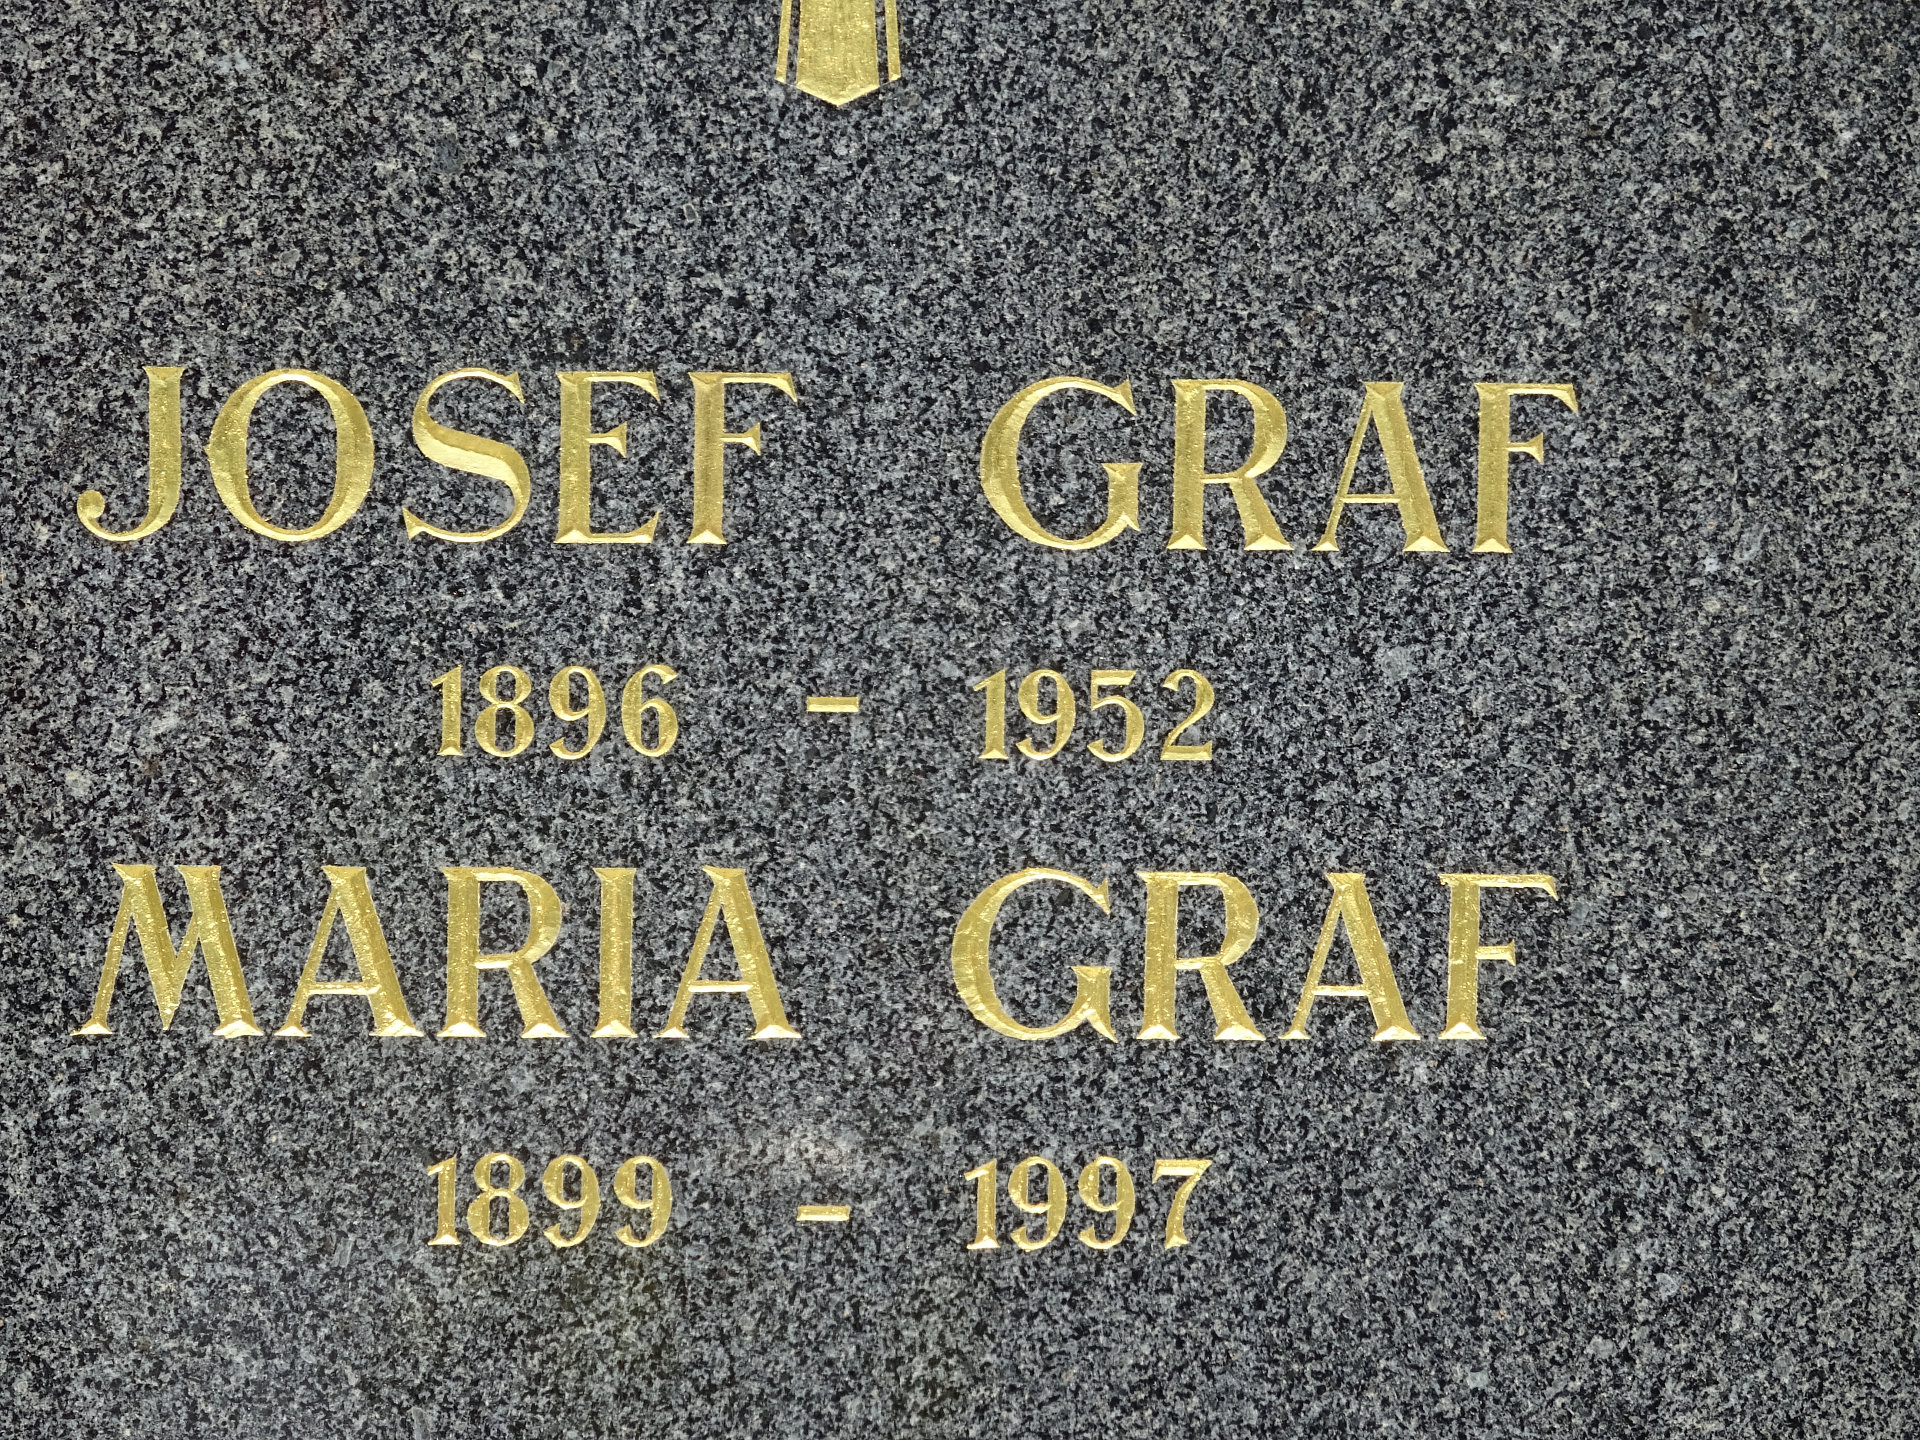 JOSEF GRAF
1896 - 1952
MARIA GRAF
1899 - 1997